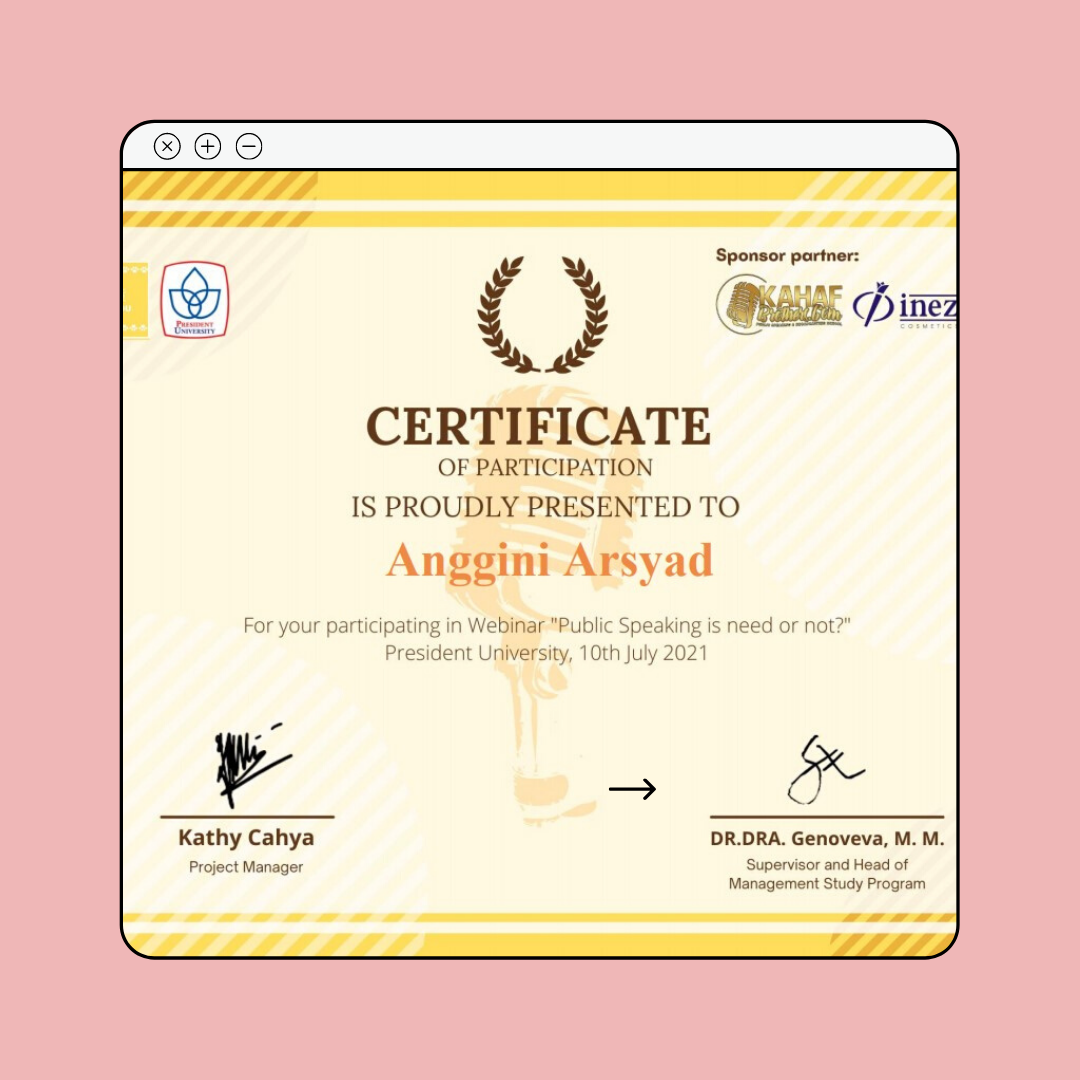 Sponsor partner:
PRESIDENT
UNIVERSITY
KAHAF
inez
COSMETIC
CERTIFICATE
OF PARTICIPATION
IS PROUDLY PRESENTED TO
Anggini Arsyad
For your participating in Webinar "Public Speaking is need or not?"
President University, 10th July 2021
Kathy Cahya
Project Manager
DR.DRA. Genoveva, M. M.
Supervisor and Head of
Management Study Program